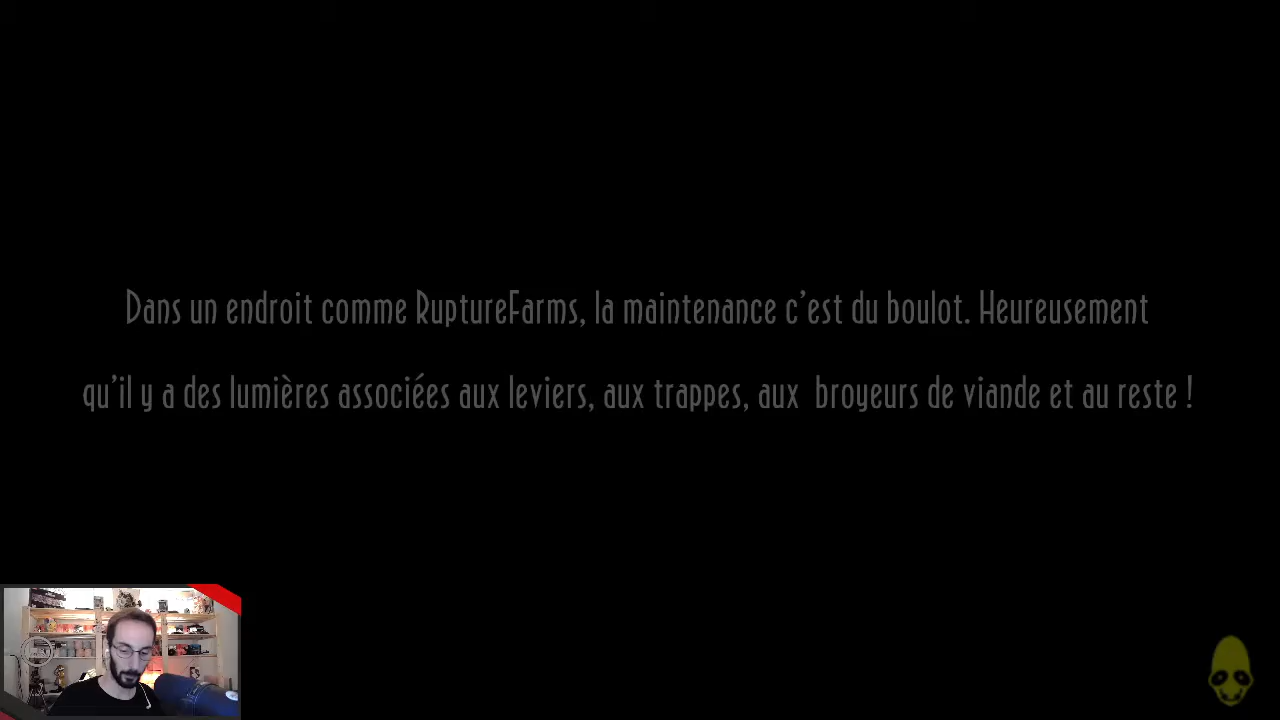 Dans un endroit comme RuptureFarms, la maintenance c'est du boulot. Heureusement
qu'il y a des lumières associées aux leviers, aux trappes, aux broyeurs de viande et au reste !